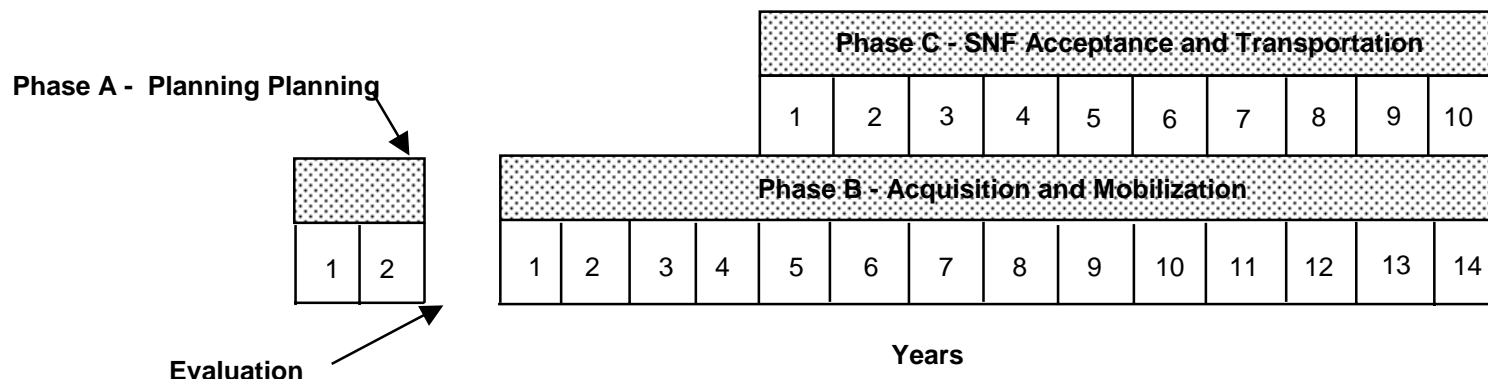 Phase C - SNF Acceptance and Transportation
Phase A - Planning Planning
1 2 3 4 5 6 7 8 9 10
Phase B - Acquisition and Mobilization
1 2 1 2 3 4 5 6 7 8 9 10 11 12 13 14
Years
Evaluation